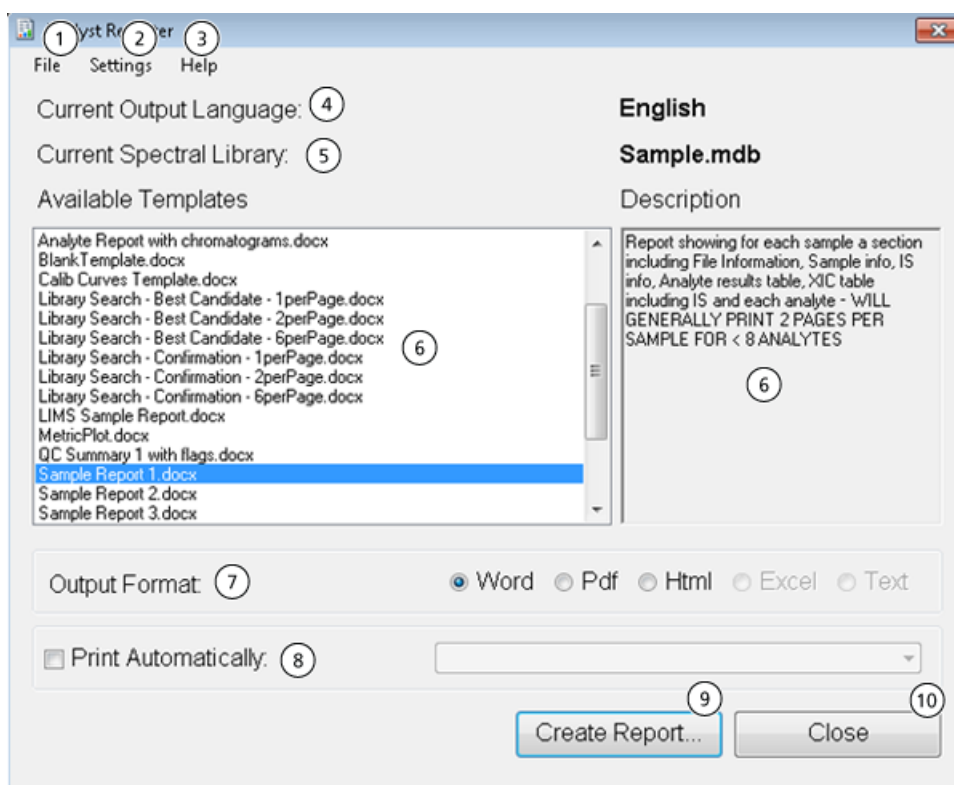 1 2 3
File Settings Help
Current Output Language: 4 English
Current Spectral Library: 5 Sample.mdb
Available Templates
Analyte Report with chromatograms.docx
BlankTemplate.docx
Calib Curves Template.docx
Library Search - Best Candidate - 1perPage.docx
Library Search - Best Candidate - 2perPage.docx
Library Search - Best Candidate - 6perPage.docx
Library Search - Confirmation - 1perPage.docx
Library Search - Confirmation - 2perPage.docx
Library Search - Confirmation - 6perPage.docx
LIMS Sample Report.docx
MetricPlot.docx
QC Summary 1 with flags.docx
Sample Report 1.docx
Sample Report 2.docx
Sample Report 3.docx
6
Description
Report showing for each sample a section
including File Information, Sample info, IS
info, Analyte results table, XIC table
including IS and each analyte - WILL
GENERALLY PRINT 2 PAGES PER
SAMPLE FOR < 8 ANALYTES
6
Output Format: 7 Word Pdf Html Excel Text
Print Automatically: 8
9 10
Create Report... Close